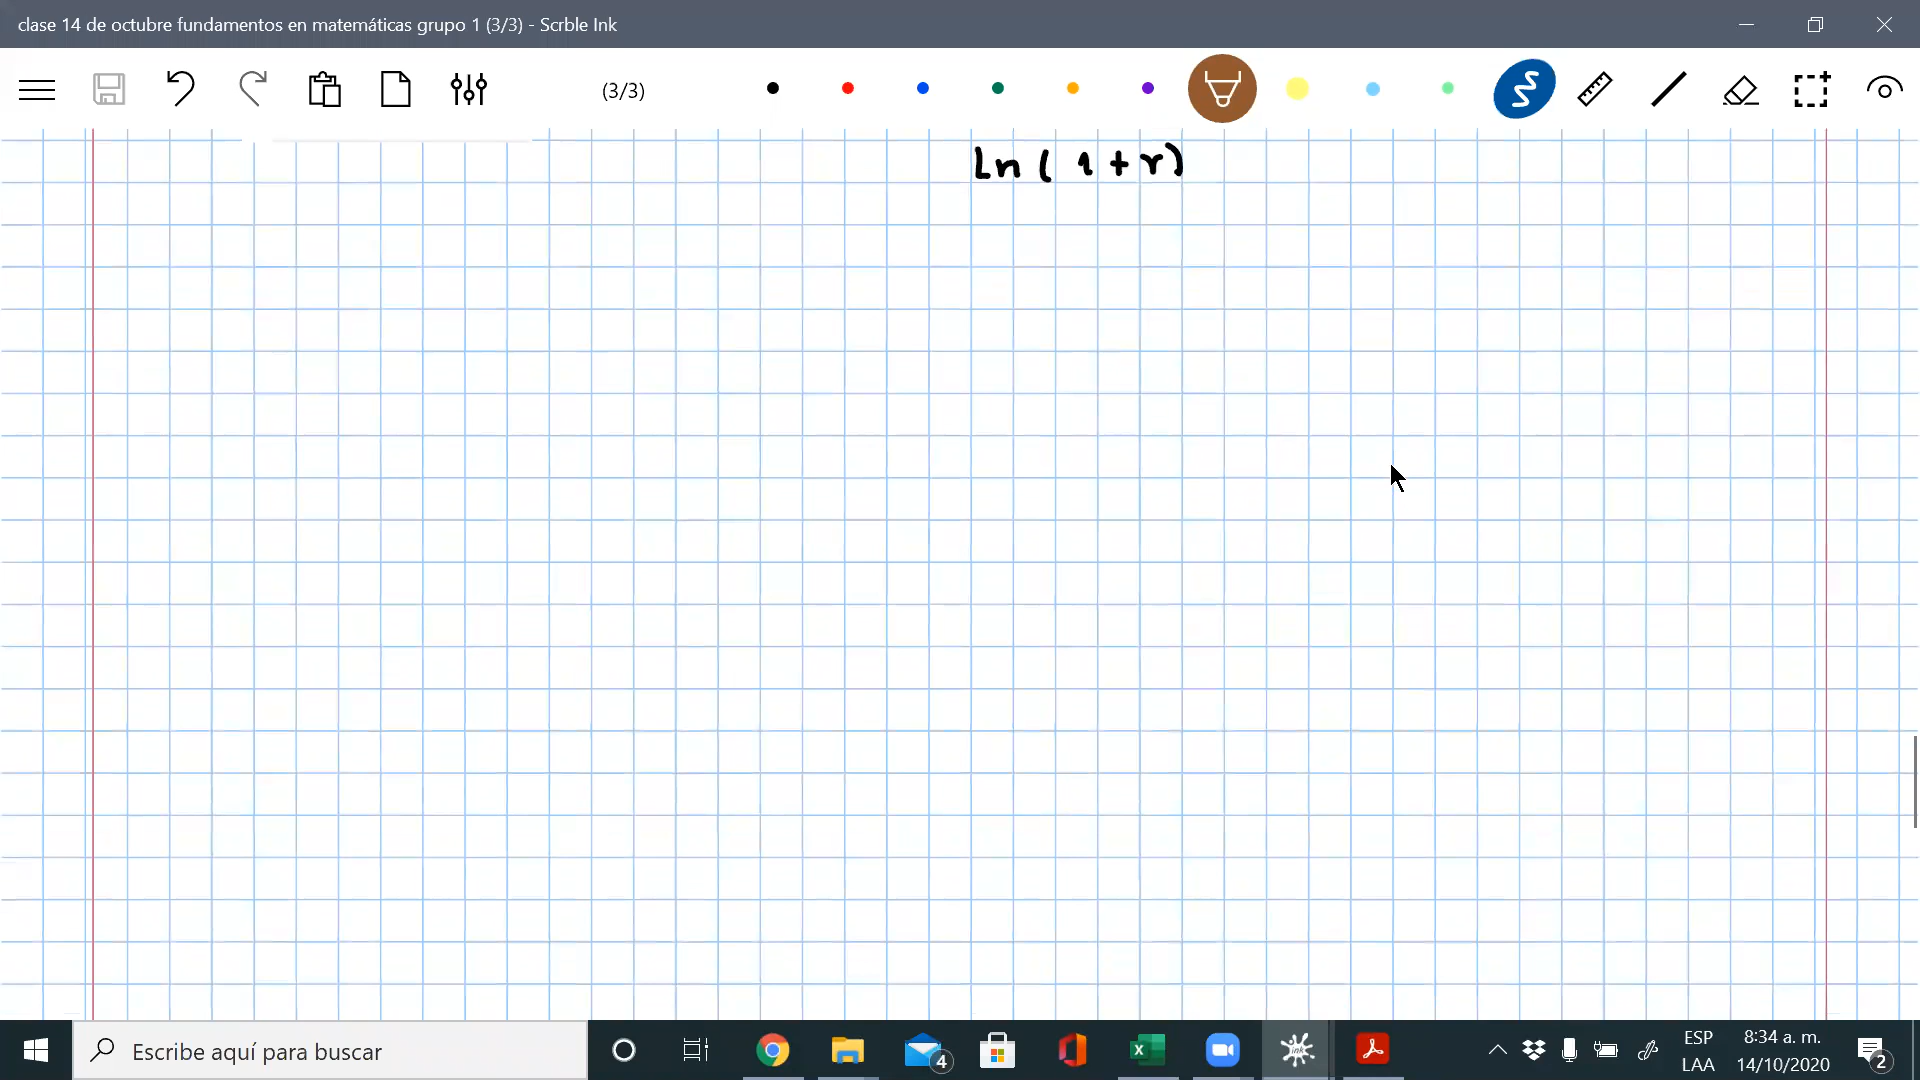 clase 14 de octubre fundamentos en matemáticas grupo 1 (3/3) - Scrble Ink
(3/3)
ln ( 1 + r )
Escribe aquí para buscar
4
ESP
LAA
8:34 a. m.
14/10/2020
2